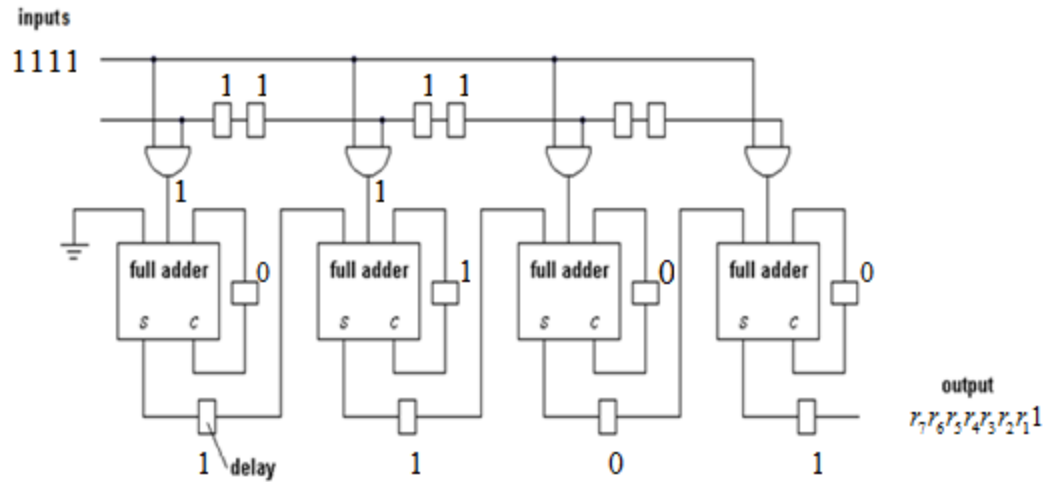 inputs
1111
1 1 1 1
1 1
full adder 0 full adder 1 full adder 0 full adder 0
s c s c s c s c
output
r₇r₆r₅r₄r₃r₂r₁1
1 delay 1 0 1